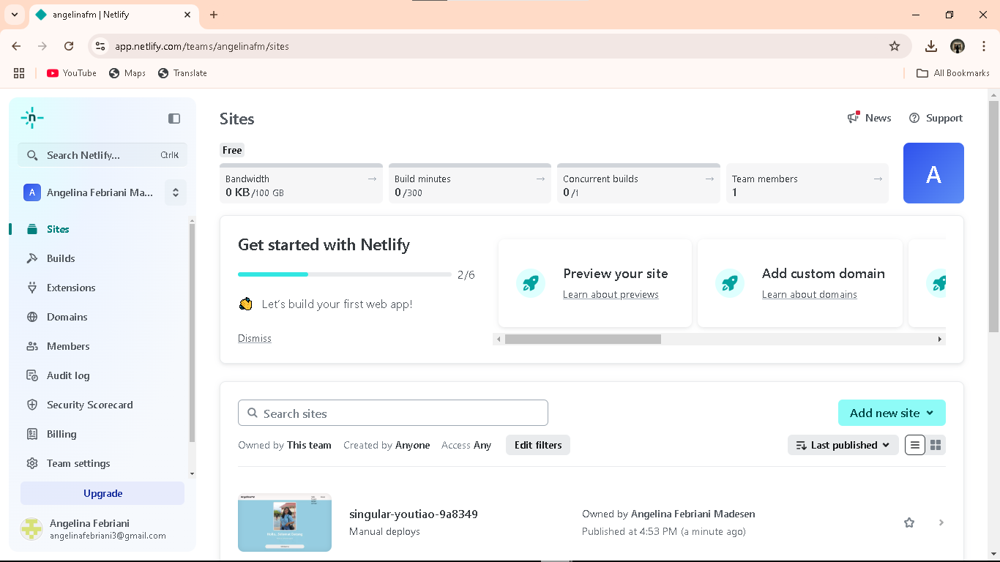 angelinafm | Netlify
app.netlify.com/teams/angelinafm/sites
YouTube
Maps
Translate
All Bookmarks
n
Search Netlify...
Ctrl K
A
Angelina Febriani Ma...
Sites
Builds
Extensions
Domains
Members
Audit log
Security Scorecard
Billing
Team settings
Upgrade
Angelina Febriani
angelinafebriani3@gmail.com
Sites
News
Support
Free
Bandwidth
0 KB /100 GB
Build minutes
0 /300
Concurrent builds
0 /1
Team members
1
A
Get started with Netlify
2/6
Let's build your first web app!
Dismiss
Preview your site
Learn about previews
Add custom domain
Learn about domains
Search sites
Add new site
Owned by This team
Created by Anyone
Access Any
Edit filters
Last published
singular-youtiao-9a8349
Manual deploys
Owned by Angelina Febriani Madesen
Published at 4:53 PM (a minute ago)